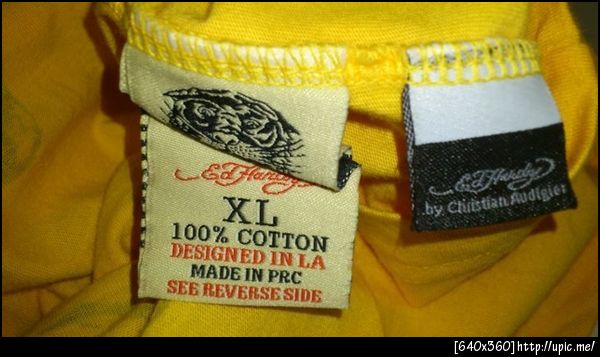 Ed Hardy
XL
100% COTTON
DESIGNED IN LA
MADE IN PRC
SEE REVERSE SIDE
Ed Hardy
by Christian Audigier
[640x360]http://upic.me/